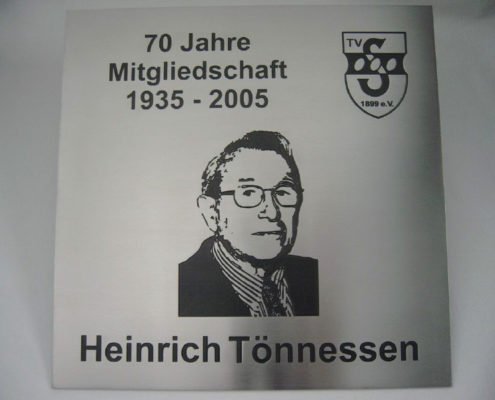 70 Jahre
Mitgliedschaft
1935 - 2005
TV
S
1899 e.V.
Heinrich Tönnessen